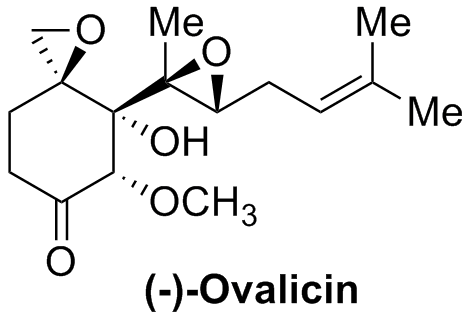 O Me O Me
Me
OH
OCH3
O
(-)-Ovalicin